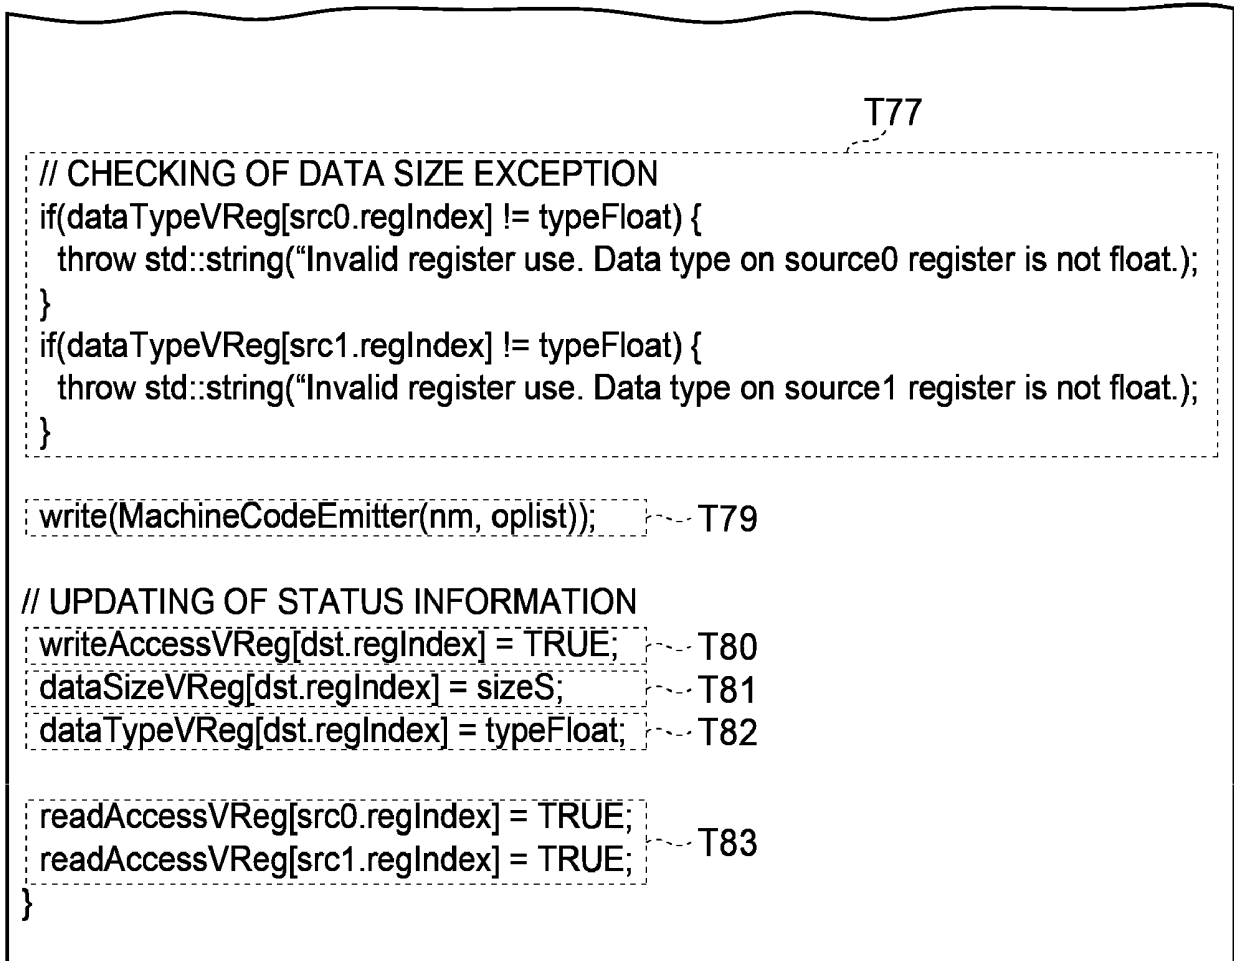 T77
// CHECKING OF DATA SIZE EXCEPTION
if(dataTypeVReg[src0.regIndex] != typeFloat) {
throw std::string(“Invalid register use. Data type on source0 register is not float.);
}
if(dataTypeVReg[src1.regIndex] != typeFloat) {
throw std::string(“Invalid register use. Data type on source1 register is not float.);
}
write(MachineCodeEmitter(nm, oplist)); T79
// UPDATING OF STATUS INFORMATION
writeAccessVReg[dst.regIndex] = TRUE; T80
dataSizeVReg[dst.regIndex] = sizeS; T81
dataTypeVReg[dst.regIndex] = typeFloat; T82
readAccessVReg[src0.regIndex] = TRUE;
readAccessVReg[src1.regIndex] = TRUE; T83
}